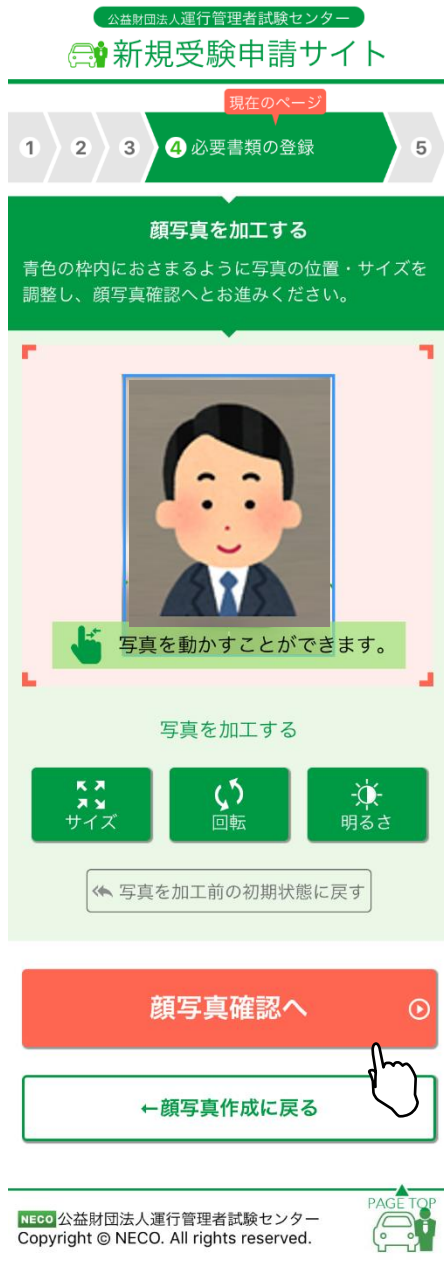 公益財団法人運行管理者試験センター
新規受験申請サイト
現在のページ
1 2 3 4 必要書類の登録 5
顔写真を加工する
青色の枠内におさまるように写真の位置・サイズを
調整し、顔写真確認へとお進みください。
写真を動かすことができます。
写真を加工する
サイズ 回転 明るさ
写真を加工前の初期状態に戻す
顔写真確認へ
←顔写真作成に戻る
PAGE TOP
NECO 公益財団法人運行管理者試験センター
Copyright © NECO. All rights reserved.